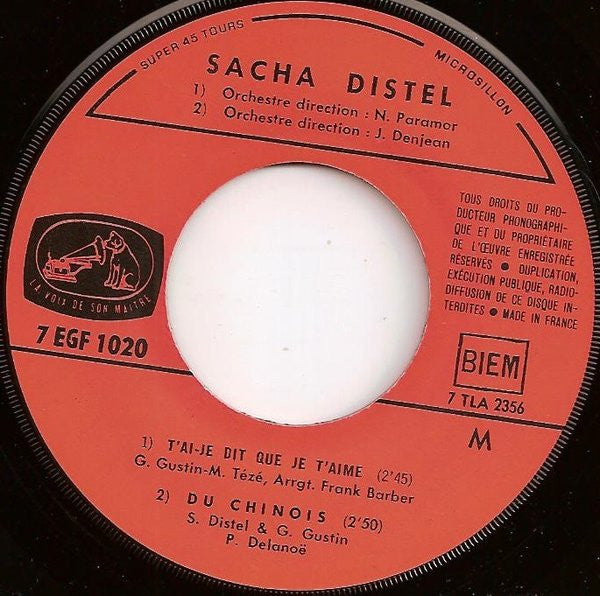 SUPER 45 TOURS
MICROSILLON
SACHA DISTEL
1) Orchestre direction : N. Paramor
2) Orchestre direction : J. Denjean
TOUS DROITS DU PRO-
DUCTEUR PHONOGRAPHI-
QUE ET DU PROPRIÉTAIRE
DE L'ŒUVRE ENREGISTRÉE
RÉSERVÉS ● DUPLICATION,
EXÉCUTION PUBLIQUE, RADIO-
DIFFUSION DE CE DISQUE IN-
TERDITES ● MADE IN FRANCE
LA VOIX DE SON MAITRE
7 EGF 1020
BIEM
7 TLA 2356
M
1) T'AI-JE DIT QUE JE T'AIME (2'45)
G. Gustin-M. Tézé, Arrgt. Frank Barber
2) DU CHINOIS (2'50)
S. Distel & G. Gustin
P. Delanoë